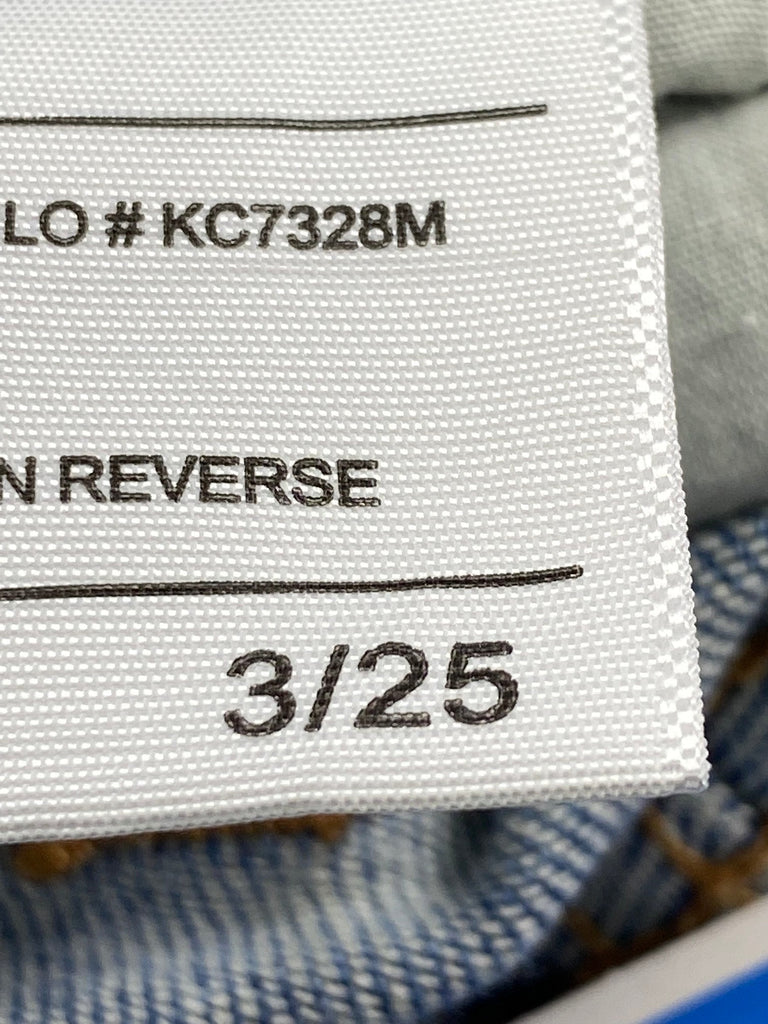 LO # KC7328M
N REVERSE
3/25